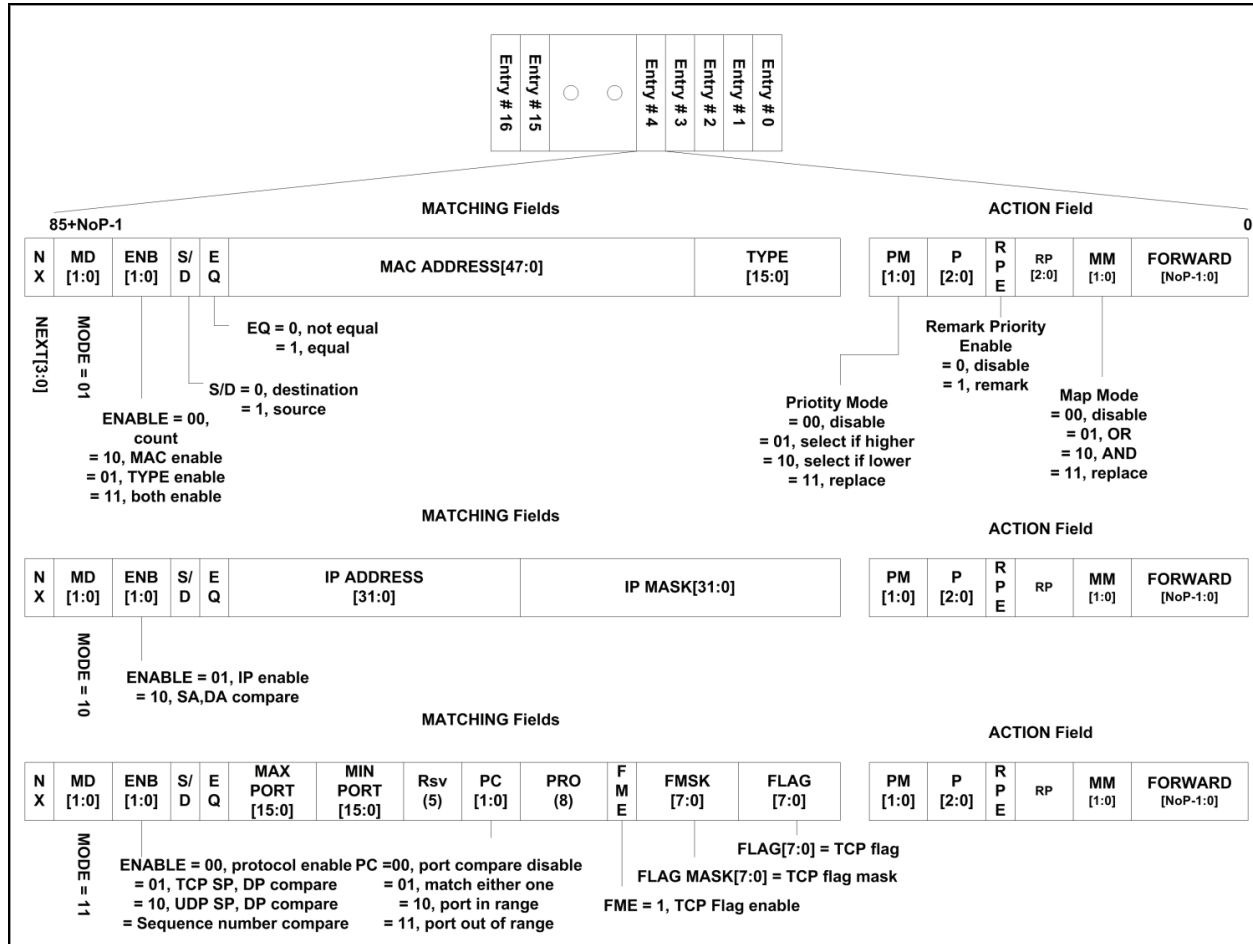 Entry # 16
Entry # 15
Entry # 4
Entry # 3
Entry # 2
Entry # 1
Entry # 0
MATCHING Fields
ACTION Field
85+NoP-1
0
N X
MD [1:0]
ENB [1:0]
S/ D
E Q
MAC ADDRESS[47:0]
TYPE [15:0]
PM [1:0]
P [2:0]
R P E
RP [2:0]
MM [1:0]
FORWARD [NoP-1:0]
NEXT[3:0]
MODE = 01
EQ = 0, not equal
= 1, equal
S/D = 0, destination
= 1, source
ENABLE = 00,
count
= 10, MAC enable
= 01, TYPE enable
= 11, both enable
Remark Priority
Enable
= 0, disable
= 1, remark
Priotity Mode
= 00, disable
= 01, select if higher
= 10, select if lower
= 11, replace
Map Mode
= 00, disable
= 01, OR
= 10, AND
= 11, replace
MATCHING Fields
ACTION Field
N X
MD [1:0]
ENB [1:0]
S/ D
E Q
IP ADDRESS [31:0]
IP MASK[31:0]
PM [1:0]
P [2:0]
R P E
RP
MM [1:0]
FORWARD [NoP-1:0]
MODE = 10
ENABLE = 01, IP enable
= 10, SA,DA compare
MATCHING Fields
ACTION Field
N X
MD [1:0]
ENB [1:0]
S/ D
E Q
MAX PORT [15:0]
MIN PORT [15:0]
Rsv (5)
PC [1:0]
PRO (8)
F M E
FMSK [7:0]
FLAG [7:0]
PM [1:0]
P [2:0]
R P E
RP
MM [1:0]
FORWARD [NoP-1:0]
MODE = 11
ENABLE = 00, protocol enable
= 01, TCP SP, DP compare
= 10, UDP SP, DP compare
= Sequence number compare
PC =00, port compare disable
= 01, match either one
= 10, port in range
= 11, port out of range
FLAG[7:0] = TCP flag
FLAG MASK[7:0] = TCP flag mask
FME = 1, TCP Flag enable